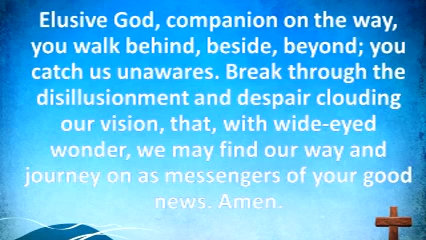 Elusive God, companion on the way,
you walk behind, beside, beyond; you
catch us unawares. Break through the
disillusionment and despair clouding
our vision, that, with wide-eyed
wonder, we may find our way and
journey on as messengers of your good
news. Amen.